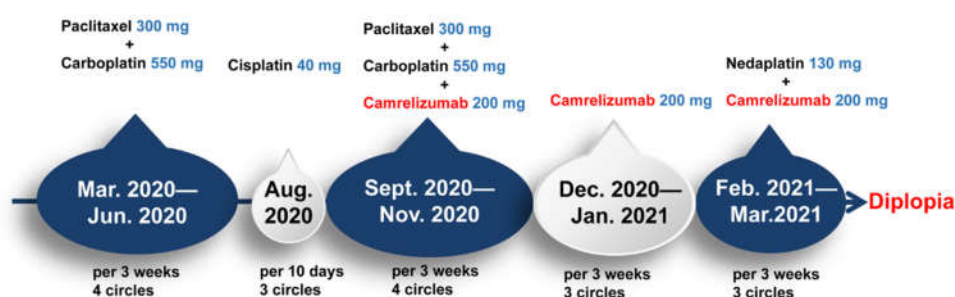 Paclitaxel 300 mg
+
Carboplatin 550 mg
Cisplatin 40 mg
Paclitaxel 300 mg
+
Carboplatin 550 mg
+
Camrelizumab 200 mg
Camrelizumab 200 mg
Nedaplatin 130 mg
+
Camrelizumab 200 mg
Mar. 2020—
Jun. 2020
Aug.
2020
Sept. 2020—
Nov. 2020
Dec. 2020—
Jan. 2021
Feb. 2021—
Mar.2021
Diplopia
per 3 weeks
4 circles
per 10 days
3 circles
per 3 weeks
4 circles
per 3 weeks
3 circles
per 3 weeks
3 circles